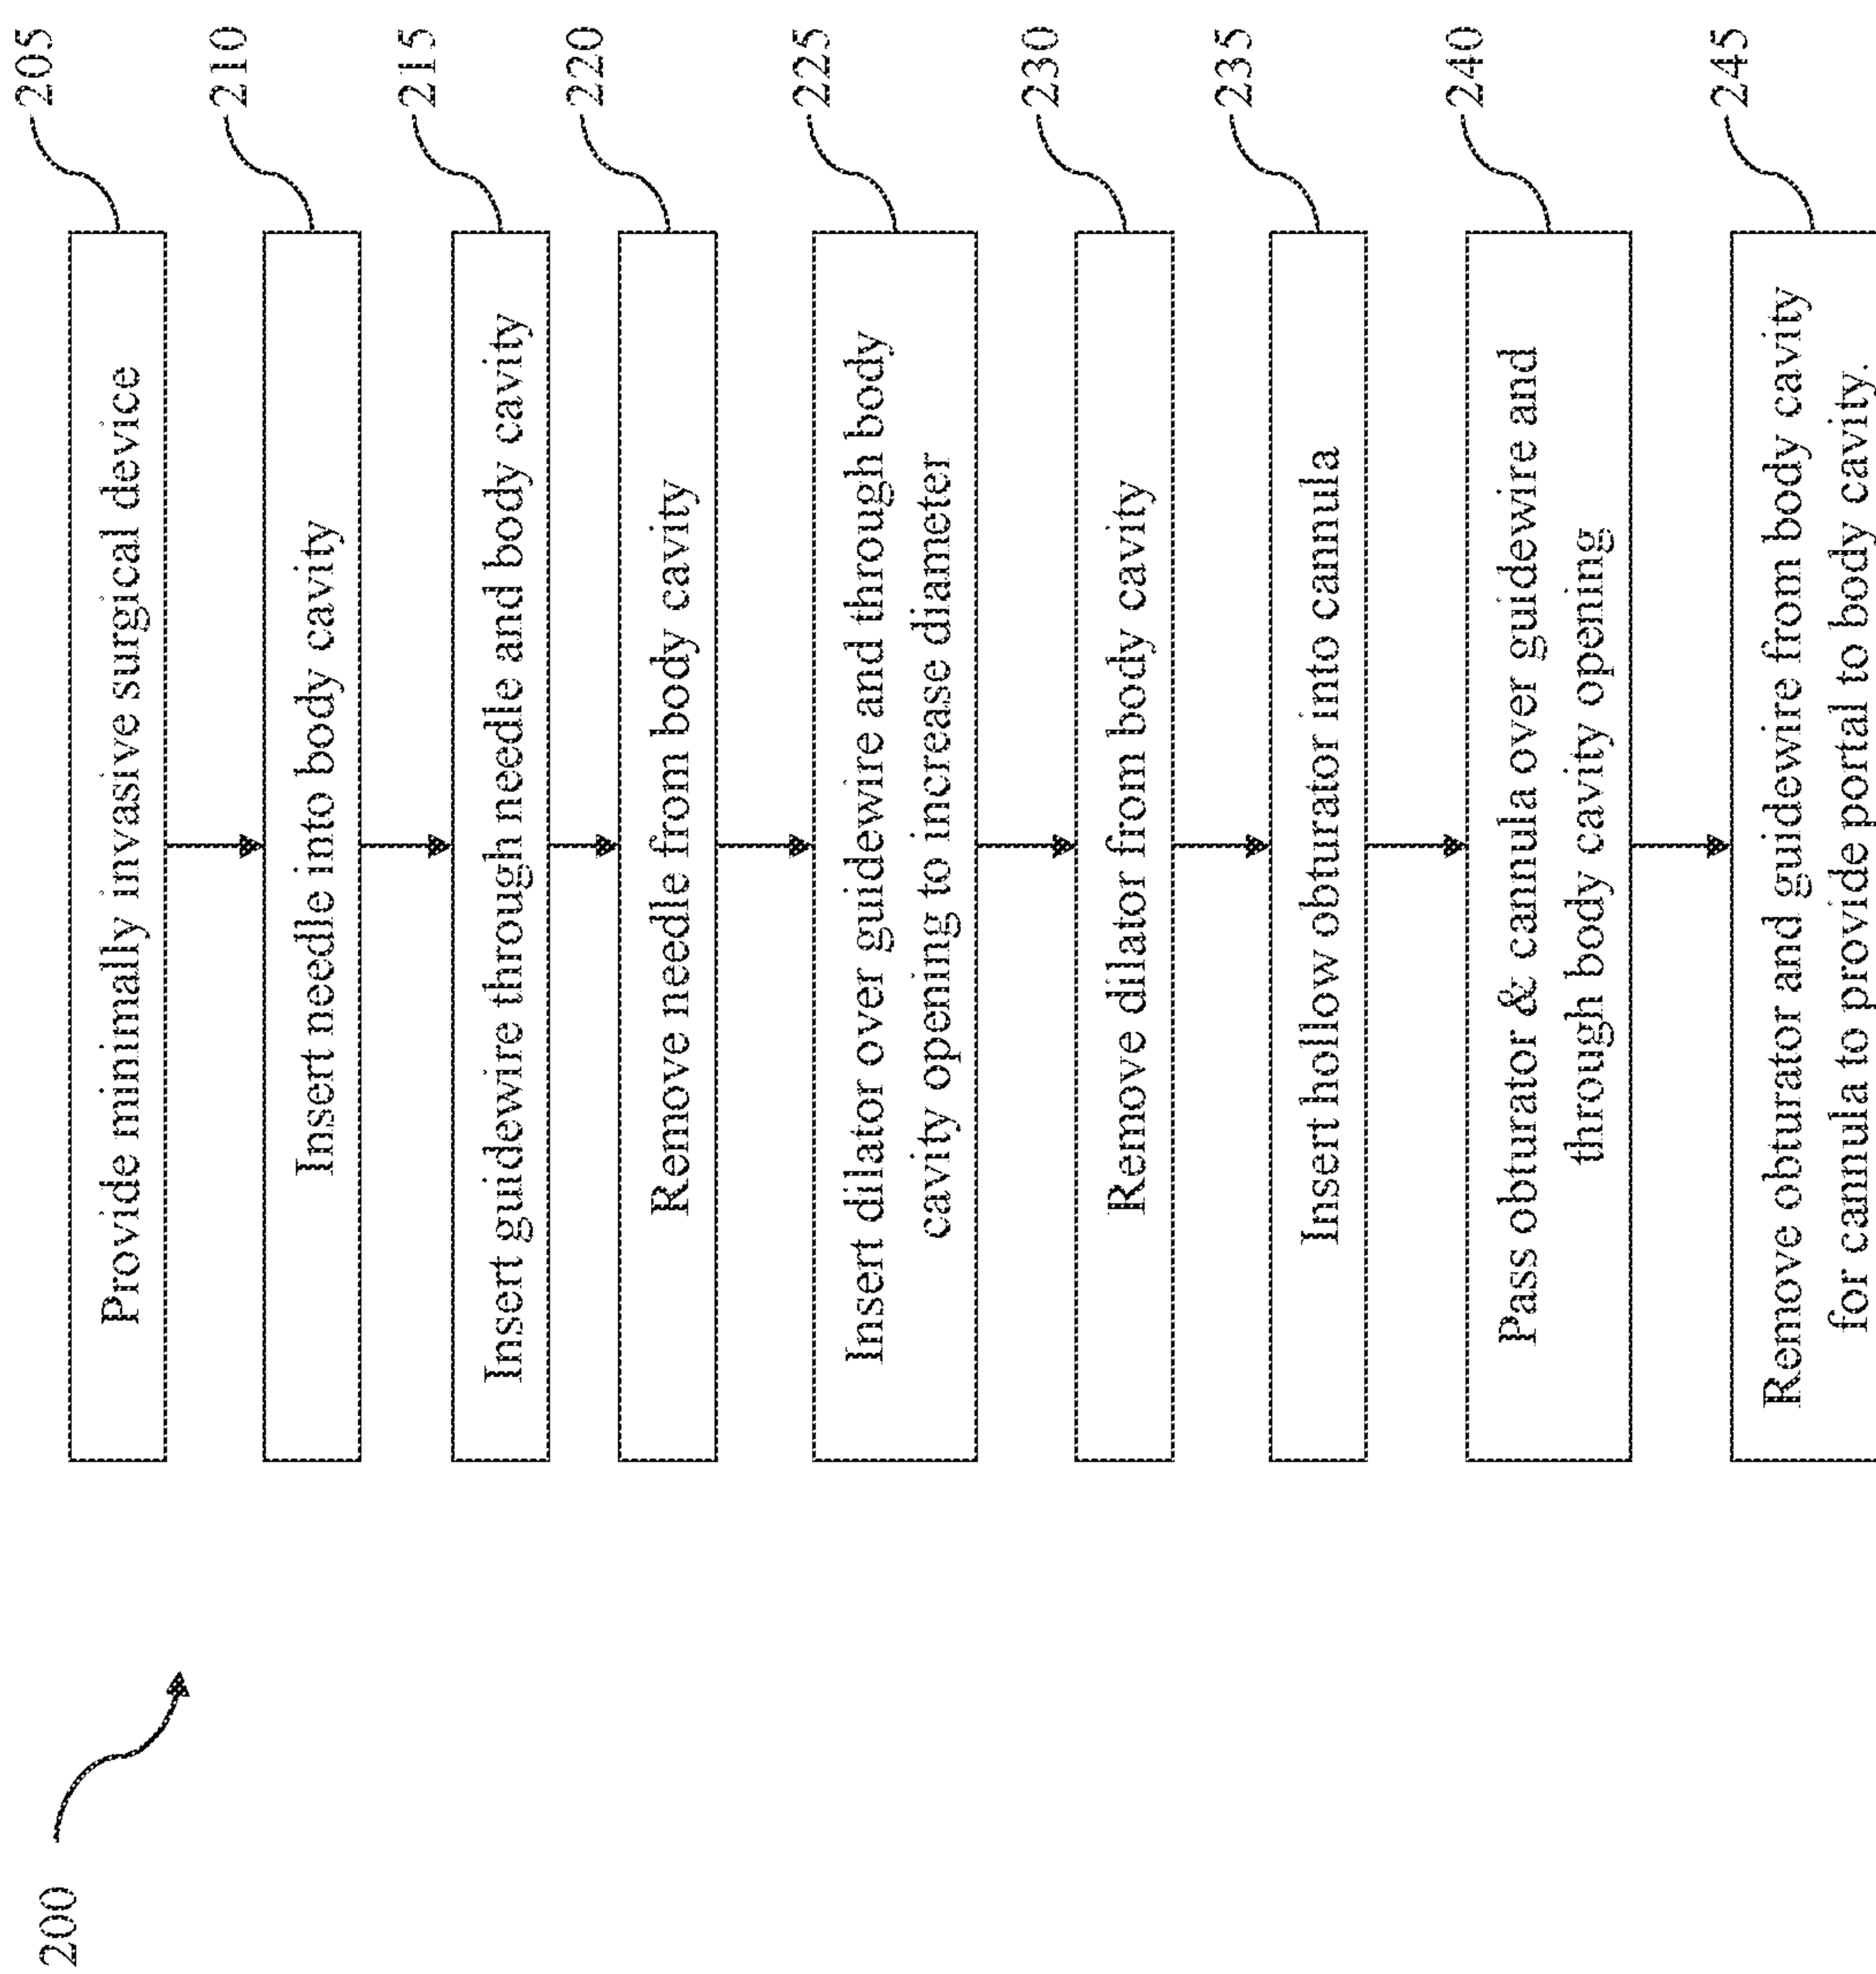 200
Provide minimally invasive surgical device
205
Insert needle into body cavity
210
Insert guidewire through needle and body cavity
215
Remove needle from body cavity
220
Insert dilator over guidewire and through body
cavity opening to increase diameter
225
Remove dilator from body cavity
230
Insert hollow obturator into cannula
235
Pass obturator & cannula over guidewire and
through body cavity opening
240
Remove obturator and guidewire from body cavity
for cannula to provide portal to body cavity.
245